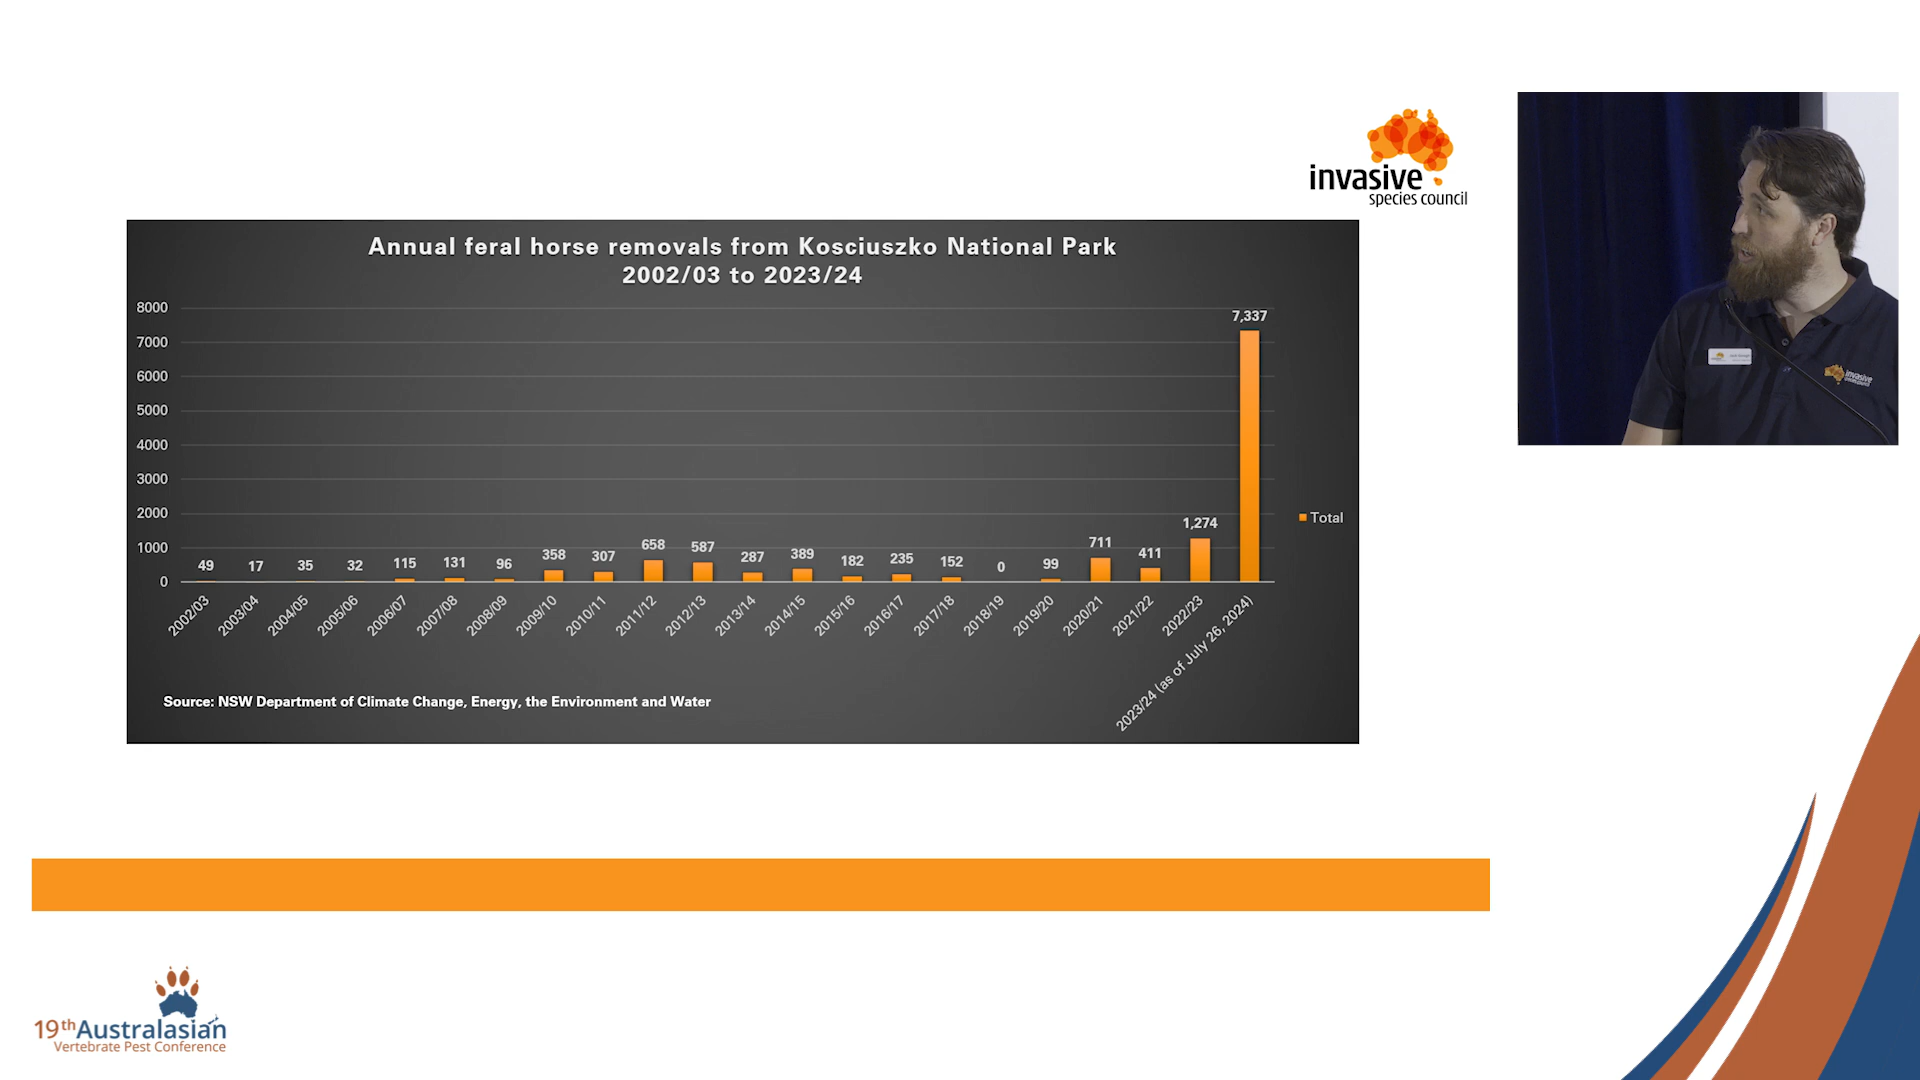 invasive
species council
Annual feral horse removals from Kosciuszko National Park
2002/03 to 2023/24
8000
7000
6000
5000
4000
3000
2000
1000
0
49 17 35 32 115 131 96 358 307 658 587 287 389 182 235 152 0 99 711 411 1,274 7,337
2002/03 2003/04 2004/05 2005/06 2006/07 2007/08 2008/09 2009/10 2010/11 2011/12 2012/13 2013/14 2014/15 2015/16 2016/17 2017/18 2018/19 2019/20 2020/21 2021/22 2022/23 2023/24 (as of July 26, 2024)
Total
Source: NSW Department of Climate Change, Energy, the Environment and Water
invasive
19th Australasian
Vertebrate Pest Conference